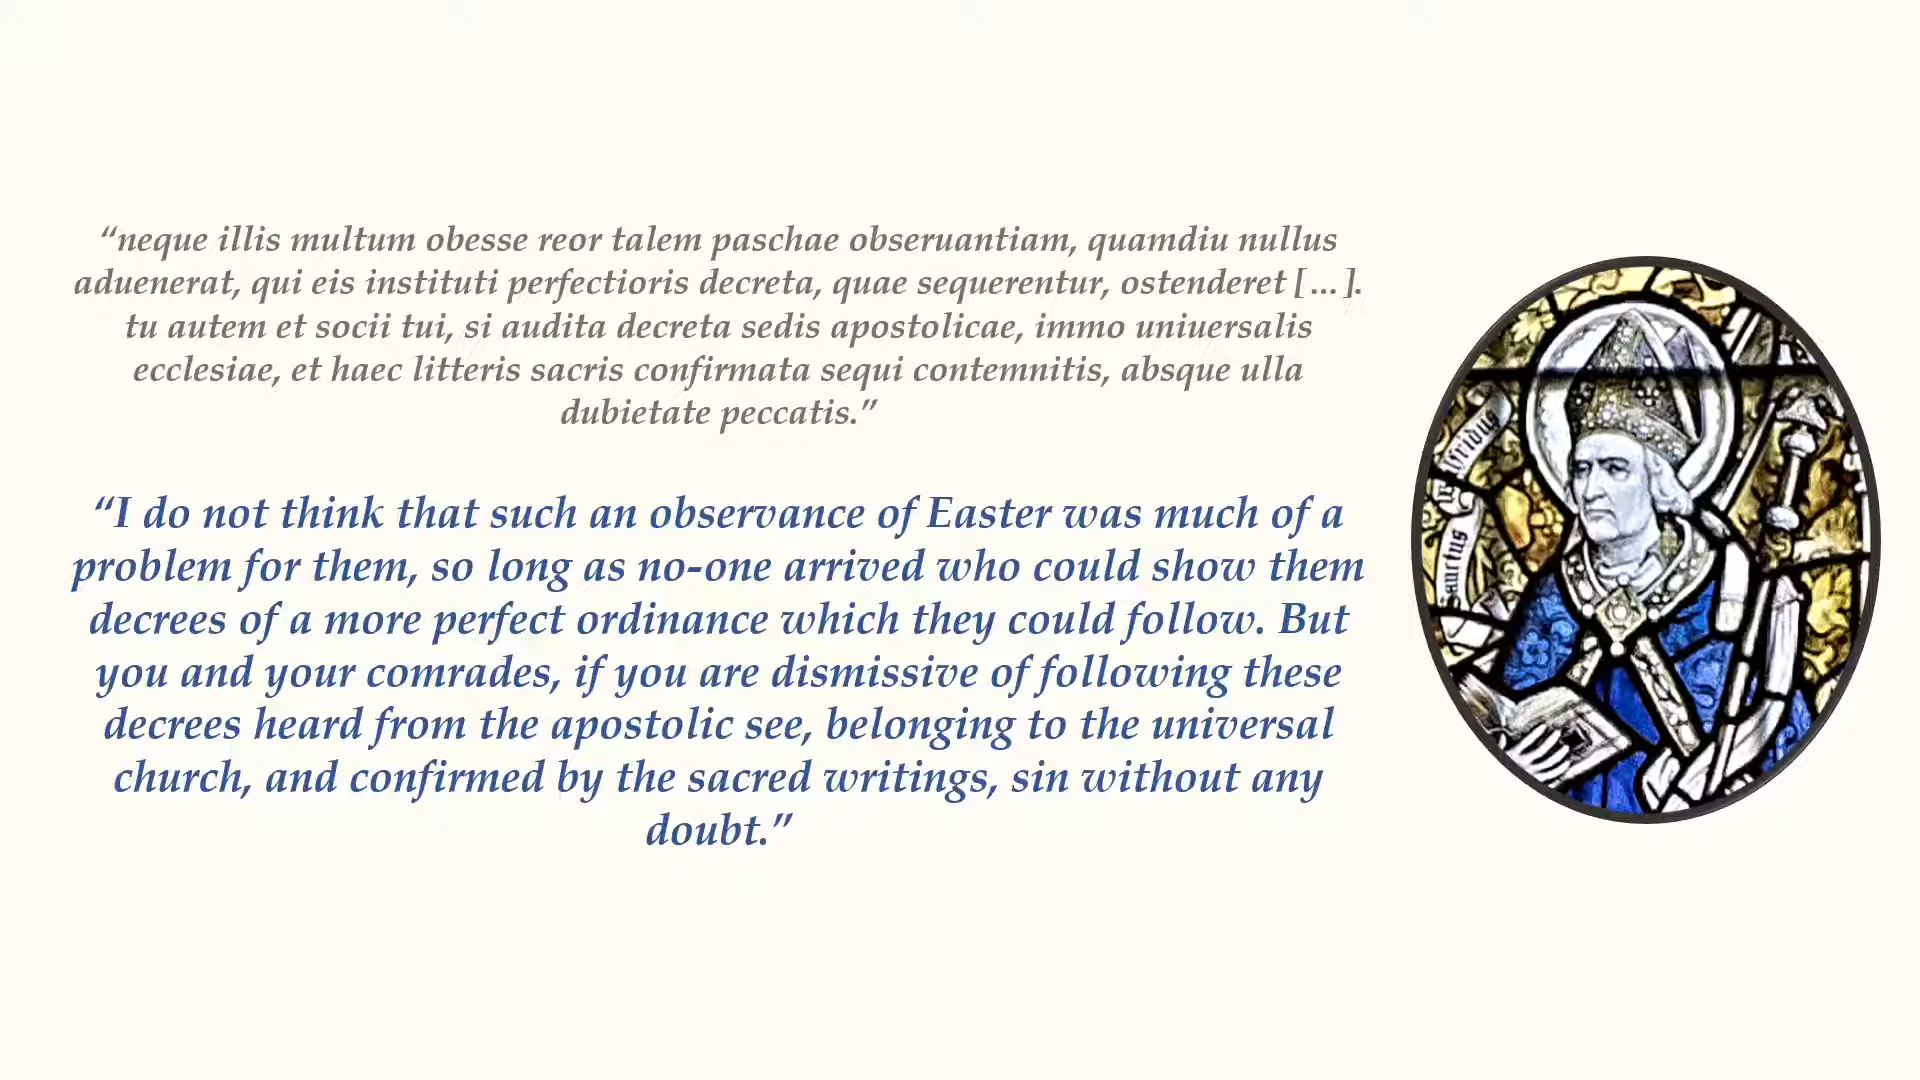 “neque illis multum obesse reor talem paschae obseruantiam, quamdiu nullus
aduenerat, qui eis instituti perfectioris decreta, quae sequerentur, ostenderet […].
tu autem et socii tui, si audita decreta sedis apostolicae, immo uniuersalis
ecclesiae, et haec litteris sacris confirmata sequi contemnitis, absque ulla
dubietate peccatis.”
“I do not think that such an observance of Easter was much of a
problem for them, so long as no-one arrived who could show them
decrees of a more perfect ordinance which they could follow. But
you and your comrades, if you are dismissive of following these
decrees heard from the apostolic see, belonging to the universal
church, and confirmed by the sacred writings, sin without any
doubt.”
Sanctus